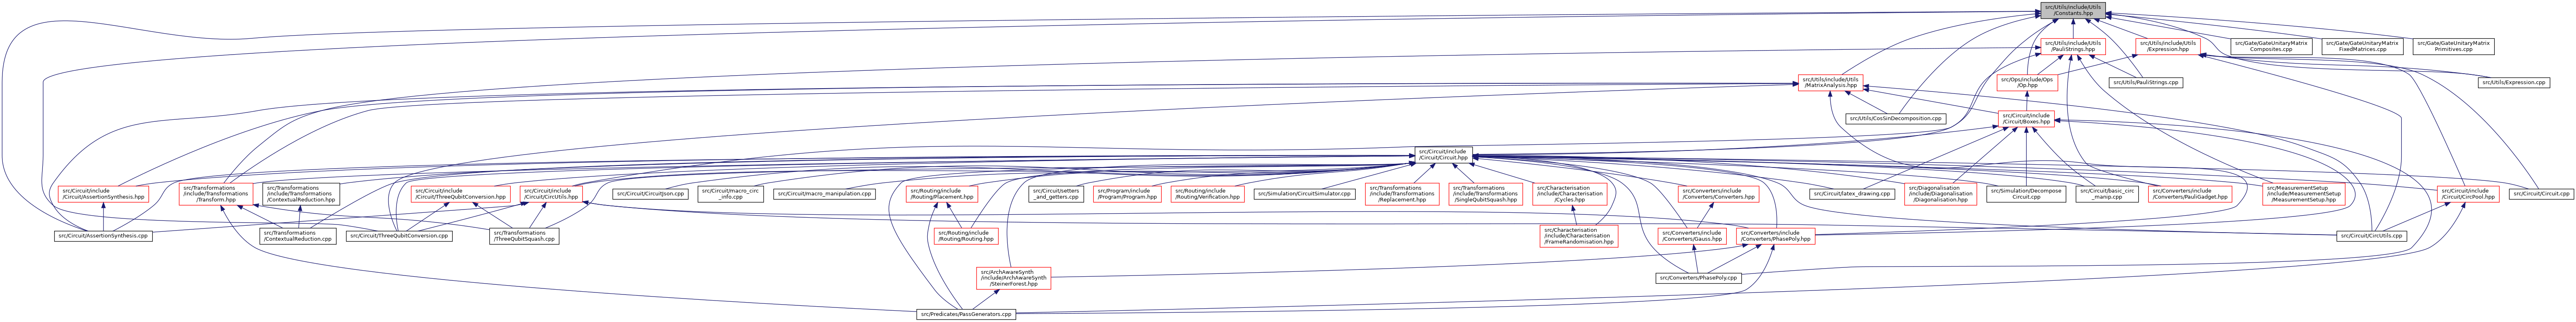 src/Utils/include/Utils
/Constants.hpp
src/Utils/include/Utils
/PauliStrings.hpp
src/Utils/include/Utils
/Expression.hpp
src/Gate/GateUnitaryMatrix
Composites.cpp
src/Gate/GateUnitaryMatrix
FixedMatrices.cpp
src/Gate/GateUnitaryMatrix
Primitives.cpp
src/Utils/include/Utils
/MatrixAnalysis.hpp
src/Ops/include/Ops
/Op.hpp
src/Utils/PauliStrings.cpp
src/Utils/Expression.cpp
src/Utils/CosSinDecomposition.cpp
src/Circuit/include
/Circuit/Boxes.hpp
src/Circuit/include
/Circuit/Circuit.hpp
src/Circuit/include
/Circuit/AssertionSynthesis.hpp
src/Transformations
/include/Transformations
/Transform.hpp
src/Transformations
/include/Transformations
/ContextualReduction.hpp
src/Circuit/include
/Circuit/ThreeQubitConversion.hpp
src/Circuit/include
/Circuit/CircUtils.hpp
src/Circuit/CircuitJson.cpp
src/Circuit/macro_circ
_info.cpp
src/Circuit/macro_manipulation.cpp
src/Routing/include
/Routing/Placement.hpp
src/Circuit/setters
_and_getters.cpp
src/Program/include
/Program/Program.hpp
src/Routing/include
/Routing/Verification.hpp
src/Simulation/CircuitSimulator.cpp
src/Transformations
/include/Transformations
/Replacement.hpp
src/Transformations
/include/Transformations
/SingleQubitSquash.hpp
src/Characterisation
/include/Characterisation
/Cycles.hpp
src/Converters/include
/Converters/Converters.hpp
src/Circuit/latex_drawing.cpp
src/Diagonalisation
/include/Diagonalisation
/Diagonalisation.hpp
src/Simulation/Decompose
Circuit.cpp
src/Circuit/basic_circ
_manip.cpp
src/Converters/include
/Converters/PauliGadget.hpp
src/MeasurementSetup
/include/MeasurementSetup
/MeasurementSetup.hpp
src/Circuit/include
/Circuit/CircPool.hpp
src/Circuit/Circuit.cpp
src/Circuit/AssertionSynthesis.cpp
src/Transformations
/ContextualReduction.cpp
src/Circuit/ThreeQubitConversion.cpp
src/Transformations
/ThreeQubitSquash.cpp
src/Routing/include
/Routing/Routing.hpp
src/Characterisation
/include/Characterisation
/FrameRandomisation.hpp
src/Converters/include
/Converters/Gauss.hpp
src/Converters/include
/Converters/PhasePoly.hpp
src/Circuit/CircUtils.cpp
src/ArchAwareSynth
/include/ArchAwareSynth
/SteinerForest.hpp
src/Converters/PhasePoly.cpp
src/Predicates/PassGenerators.cpp